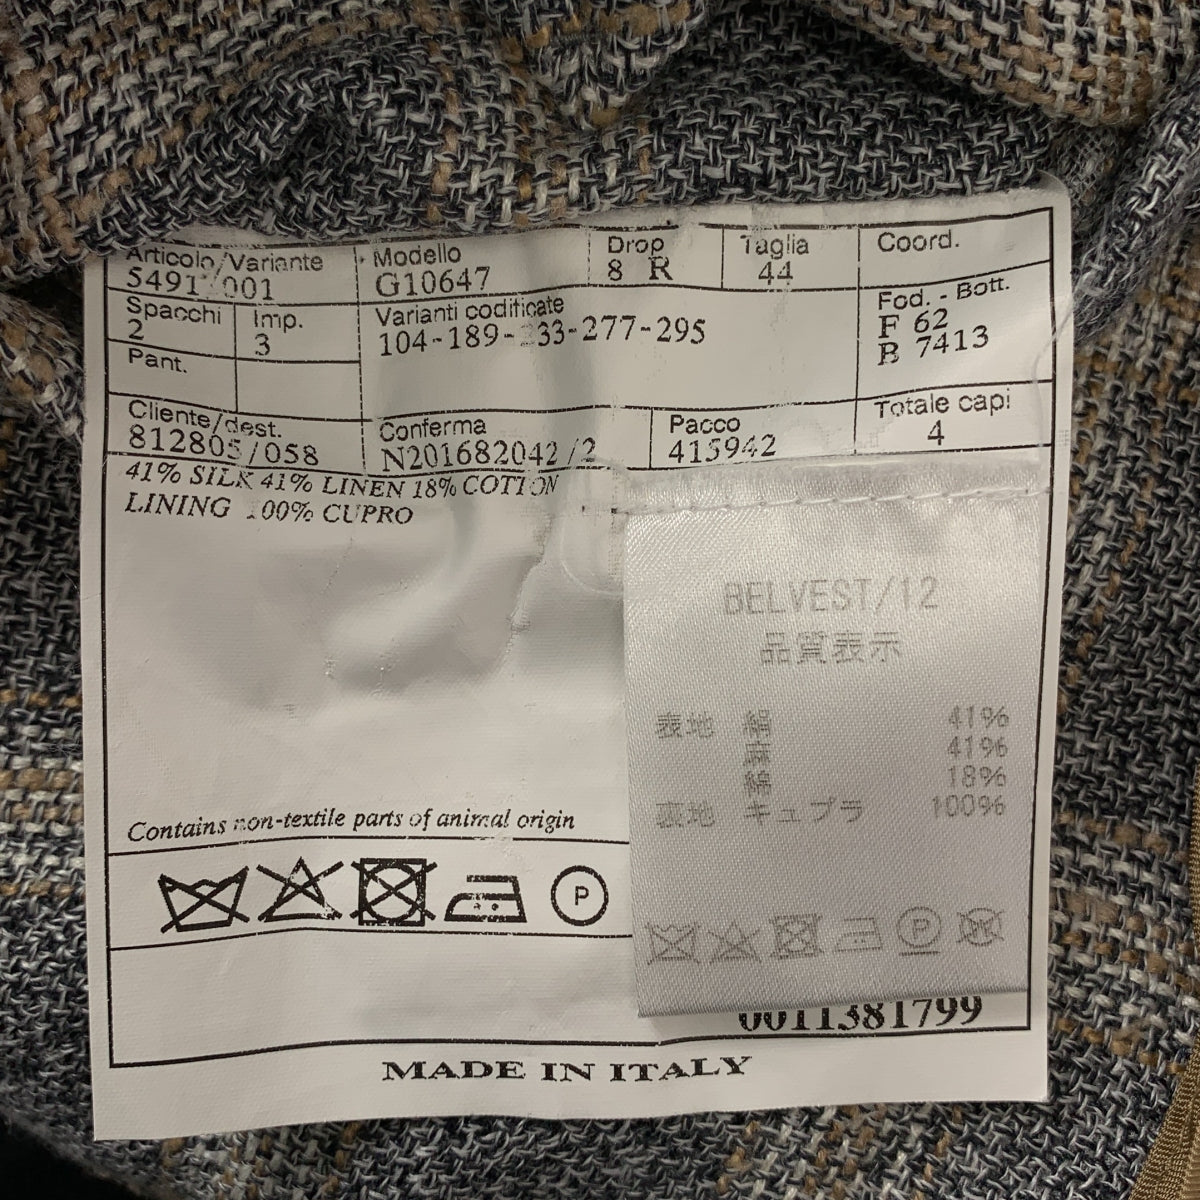 Articolo/Variante Modello Drop Taglia Coord.
5491 001 G10647 8 R 44
Spacchi Imp. Varianti codificate Fod. - Bott.
2 3 104-189- 33-277-295 F 62
Pant. B 7413
Cliente/dest. Conferma Pacco Totale capi
812805/058 N201682042/2 415942 4
41% SILK 41% LINEN 18% COTTON
LINING 100% CUPRO
BELVEST/12
品質表示
表地 絹 41%
麻 41%
綿 18%
裏地 キュプラ 100%
Contains non-textile parts of animal origin
P
P W
0011381799
MADE IN ITALY